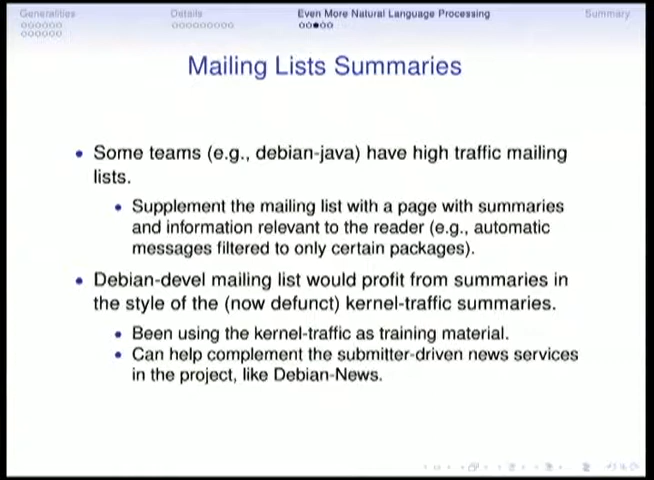 Generalities Details Even More Natural Language Processing Summary
Mailing Lists Summaries
• Some teams (e.g., debian-java) have high traffic mailing
lists.
• Supplement the mailing list with a page with summaries
and information relevant to the reader (e.g., automatic
messages filtered to only certain packages).
• Debian-devel mailing list would profit from summaries in
the style of the (now defunct) kernel-traffic summaries.
• Been using the kernel-traffic as training material.
• Can help complement the submitter-driven news services
in the project, like Debian-News.